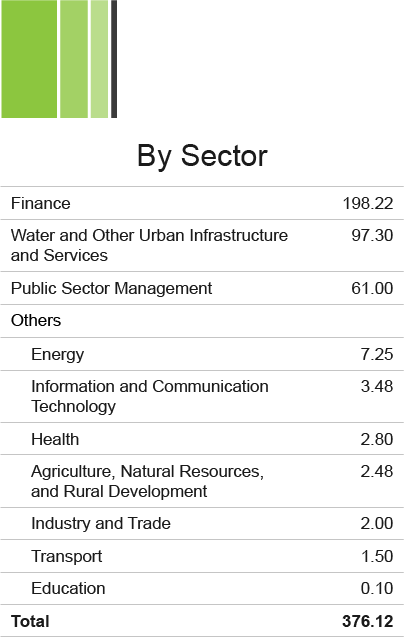 By Sector
Finance 198.22
Water and Other Urban Infrastructure 97.30
and Services
Public Sector Management 61.00
Others
Energy 7.25
Information and Communication 3.48
Technology
Health 2.80
Agriculture, Natural Resources, 2.48
and Rural Development
Industry and Trade 2.00
Transport 1.50
Education 0.10
Total 376.12